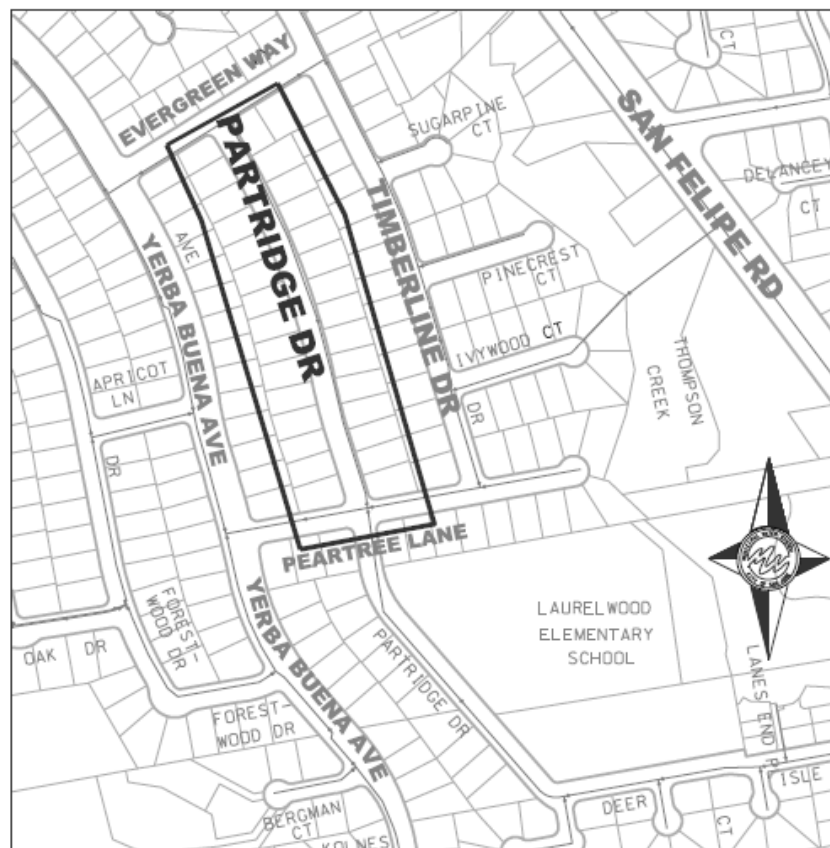 CT
EVERGREEN WAY
SUGARPINE
CT
SAN FELIPE RD
PARTRIDGE DR
DELANCEY
CT
TIMBERLINE DR
AVE
YERBA BUENA AVE
PINECREST
CT
IVYWOOD CT
THOMPSON
CREEK
APRICOT
LN
DR
DR
PEARTREE LANE
FOREST-
WOOD DR
YERBA BUENA AVE
LAURELWOOD
ELEMENTARY
SCHOOL
OAK DR
PARTRIDGE DR
LANES END
FOREST-
WOOD DR
ISLE
DEER
BERGMAN
CT
CT
KOLNES